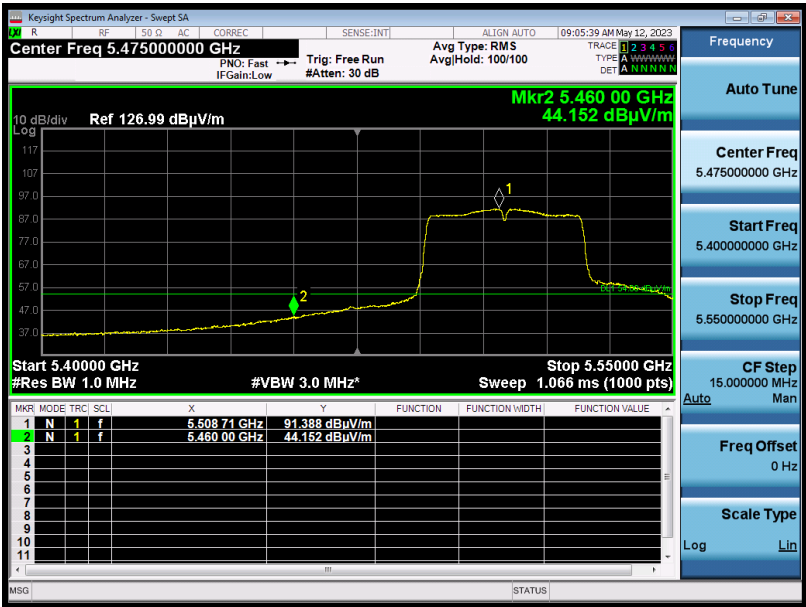 Keysight Spectrum Analyzer - Swept SA
LXI R RF 50 Ω AC CORREC SENSE:INT ALIGN AUTO 09:05:39 AM May 12, 2023
Center Freq 5.475000000 GHz
PNO: Fast
IFGain:Low
Trig: Free Run
#Atten: 30 dB
Avg Type: RMS
Avg|Hold: 100/100
TRACE 1 2 3 4 5 6
TYPE A WWWWW
DET A N N N N N
Mkr2 5.460 00 GHz
44.152 dBµV/m
10 dB/div
Log
Ref 126.99 dBµV/m
117
107
97.0
87.0
77.0
67.0
57.0
47.0
37.0
1
2
Start 5.40000 GHz
Stop 5.55000 GHz
#Res BW 1.0 MHz
#VBW 3.0 MHz*
Sweep 1.066 ms (1000 pts)
MKR MODE TRC SCL X Y FUNCTION FUNCTION WIDTH FUNCTION VALUE
1 N 1 f 5.508 71 GHz 91.388 dBµV/m
2 N 1 f 5.460 00 GHz 44.152 dBµV/m
3
4
5
6
7
8
9
10
11
MSG
STATUS
Frequency
Auto Tune
Center Freq
5.475000000 GHz
Start Freq
5.400000000 GHz
Stop Freq
5.550000000 GHz
CF Step
15.000000 MHz
Auto Man
Freq Offset
0 Hz
Scale Type
Log Lin